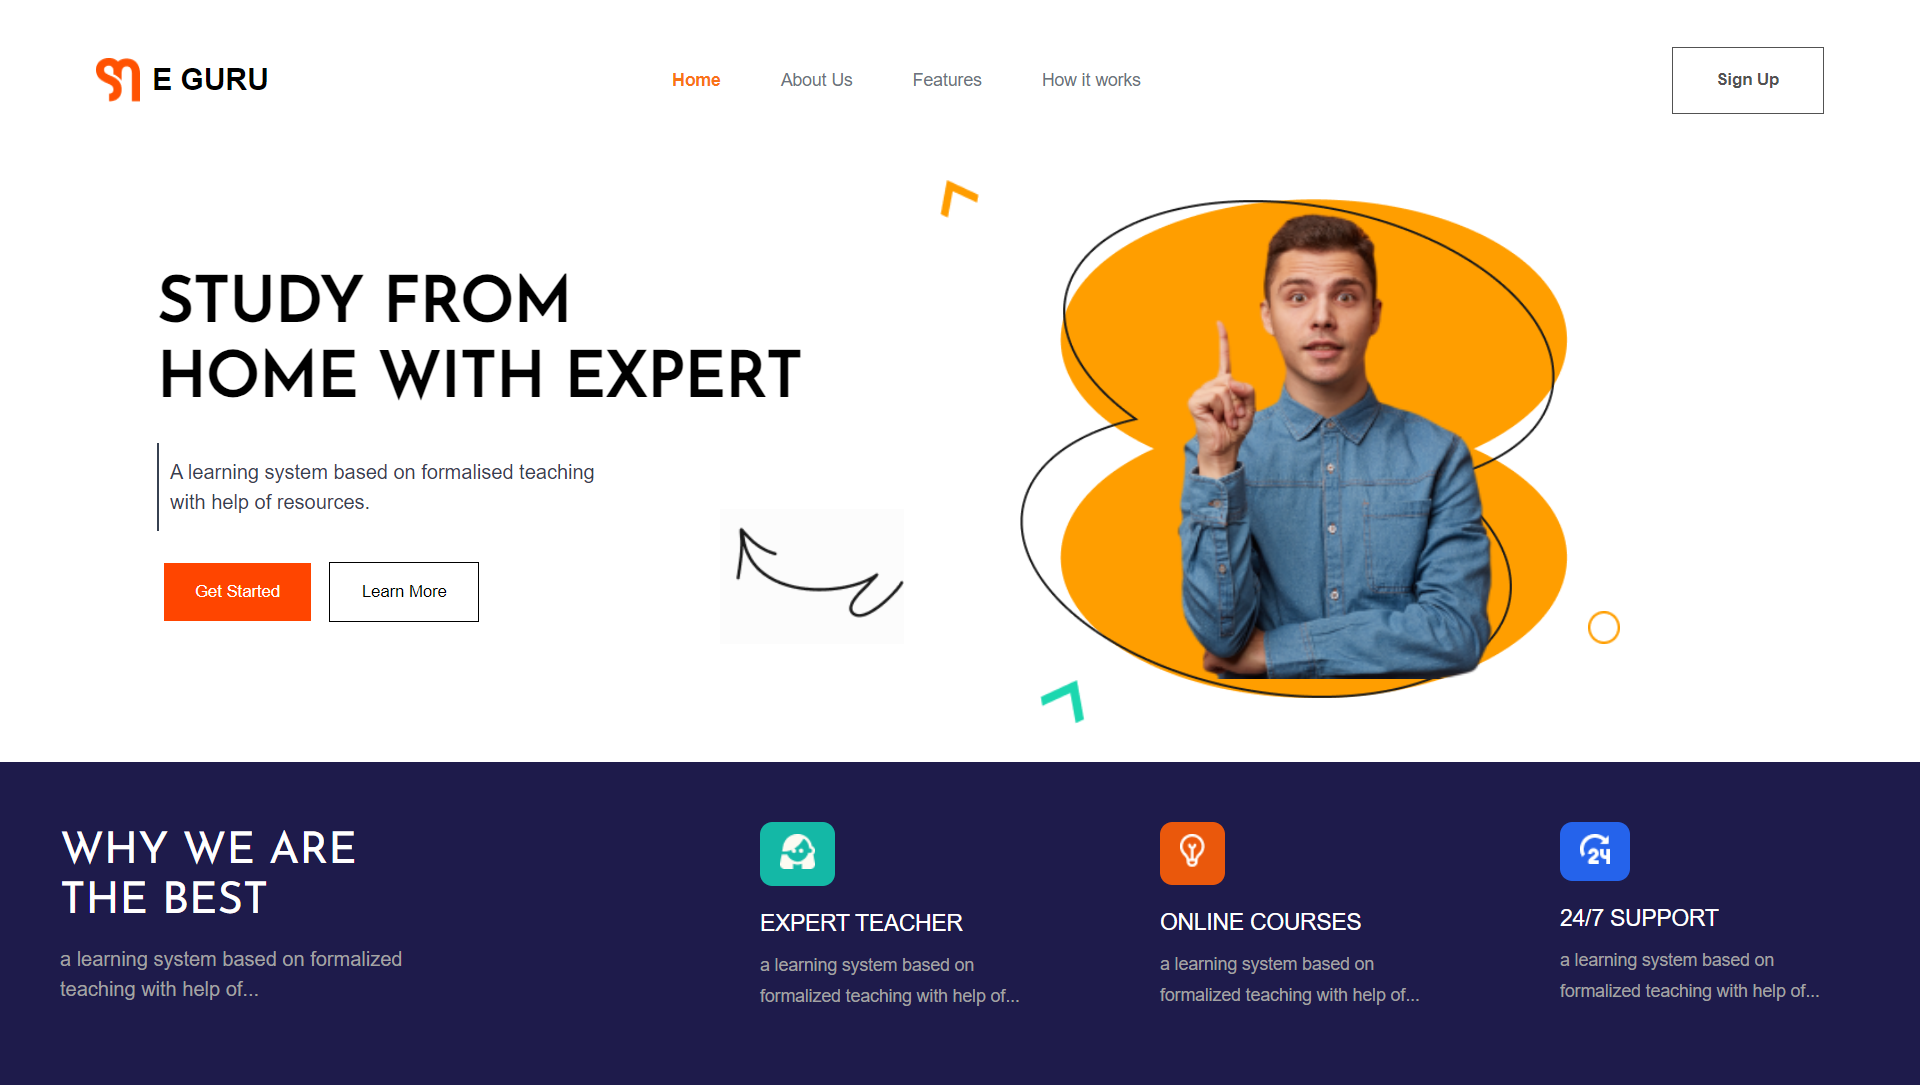 E GURU
Home
About Us
Features
How it works
Sign Up
STUDY FROM
HOME WITH EXPERT
A learning system based on formalised teaching
with help of resources.
Get Started
Learn More
WHY WE ARE
THE BEST
a learning system based on formalized
teaching with help of...
EXPERT TEACHER
a learning system based on
formalized teaching with help of...
ONLINE COURSES
a learning system based on
formalized teaching with help of...
24
24/7 SUPPORT
a learning system based on
formalized teaching with help of...